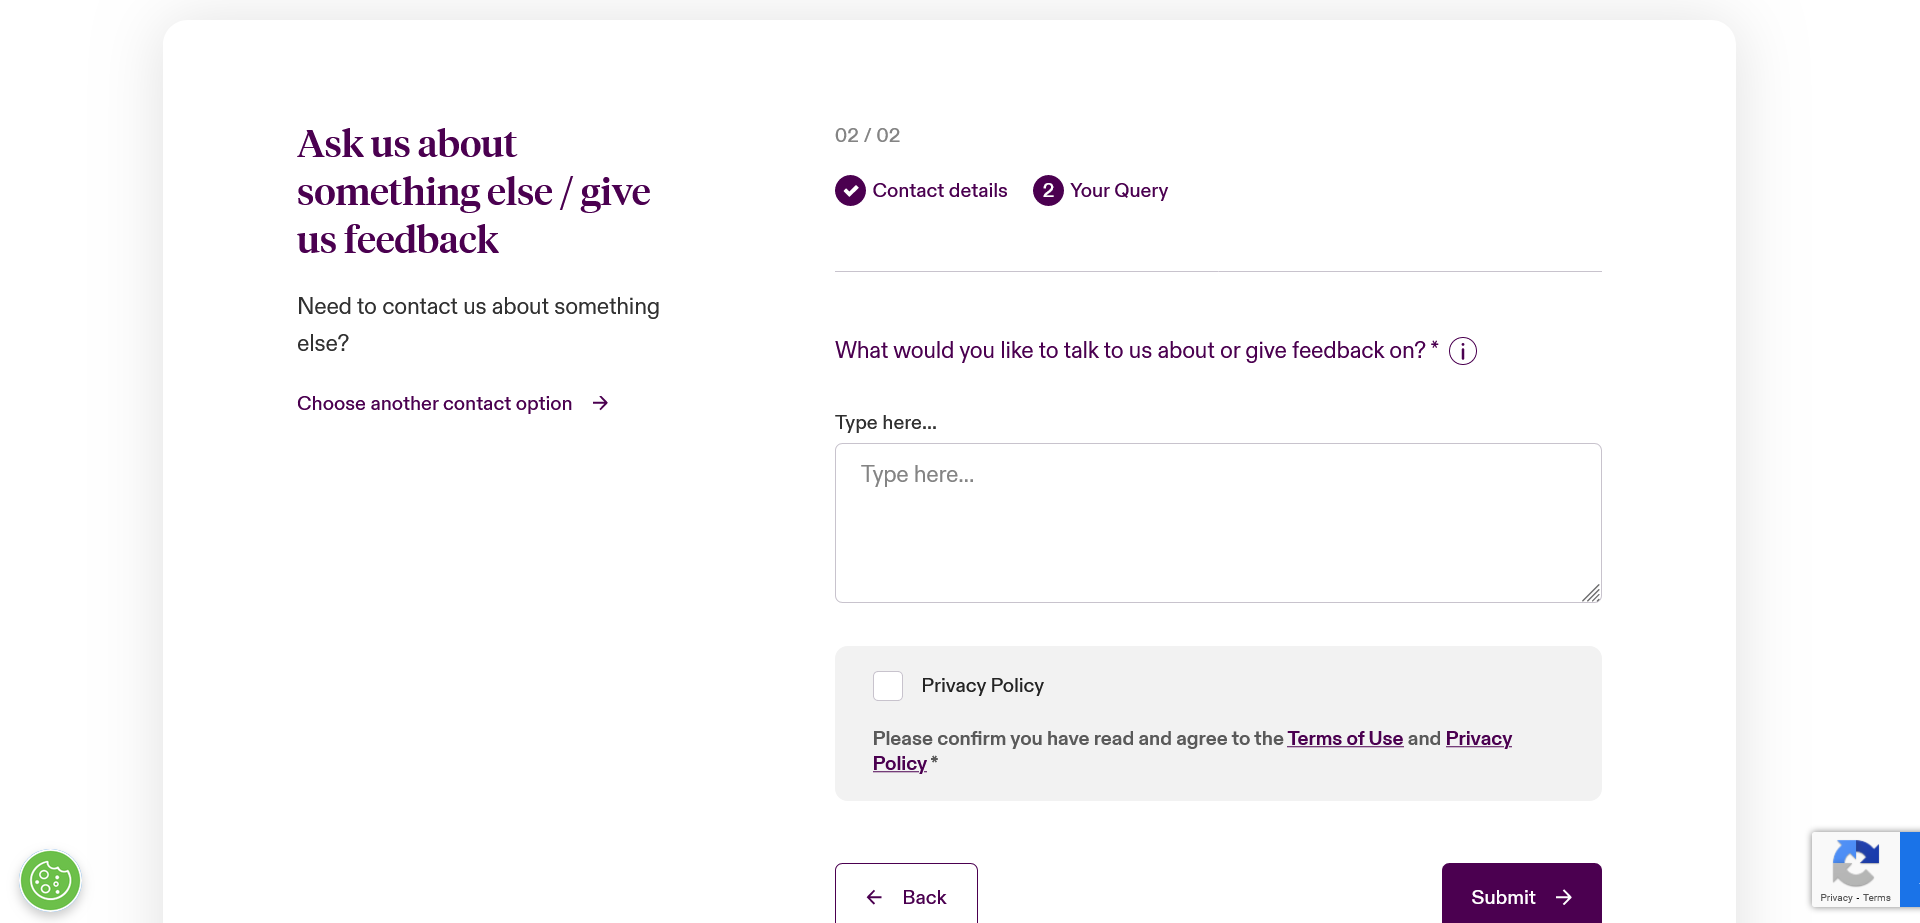 Ask us about
something else / give
us feedback
Need to contact us about something
else?
Choose another contact option
02 / 02
Contact details
2 Your Query
What would you like to talk to us about or give feedback on? *
Type here...
Type here...
Privacy Policy
Please confirm you have read and agree to the Terms of Use and Privacy
Policy *
Back
Submit
Privacy - Terms